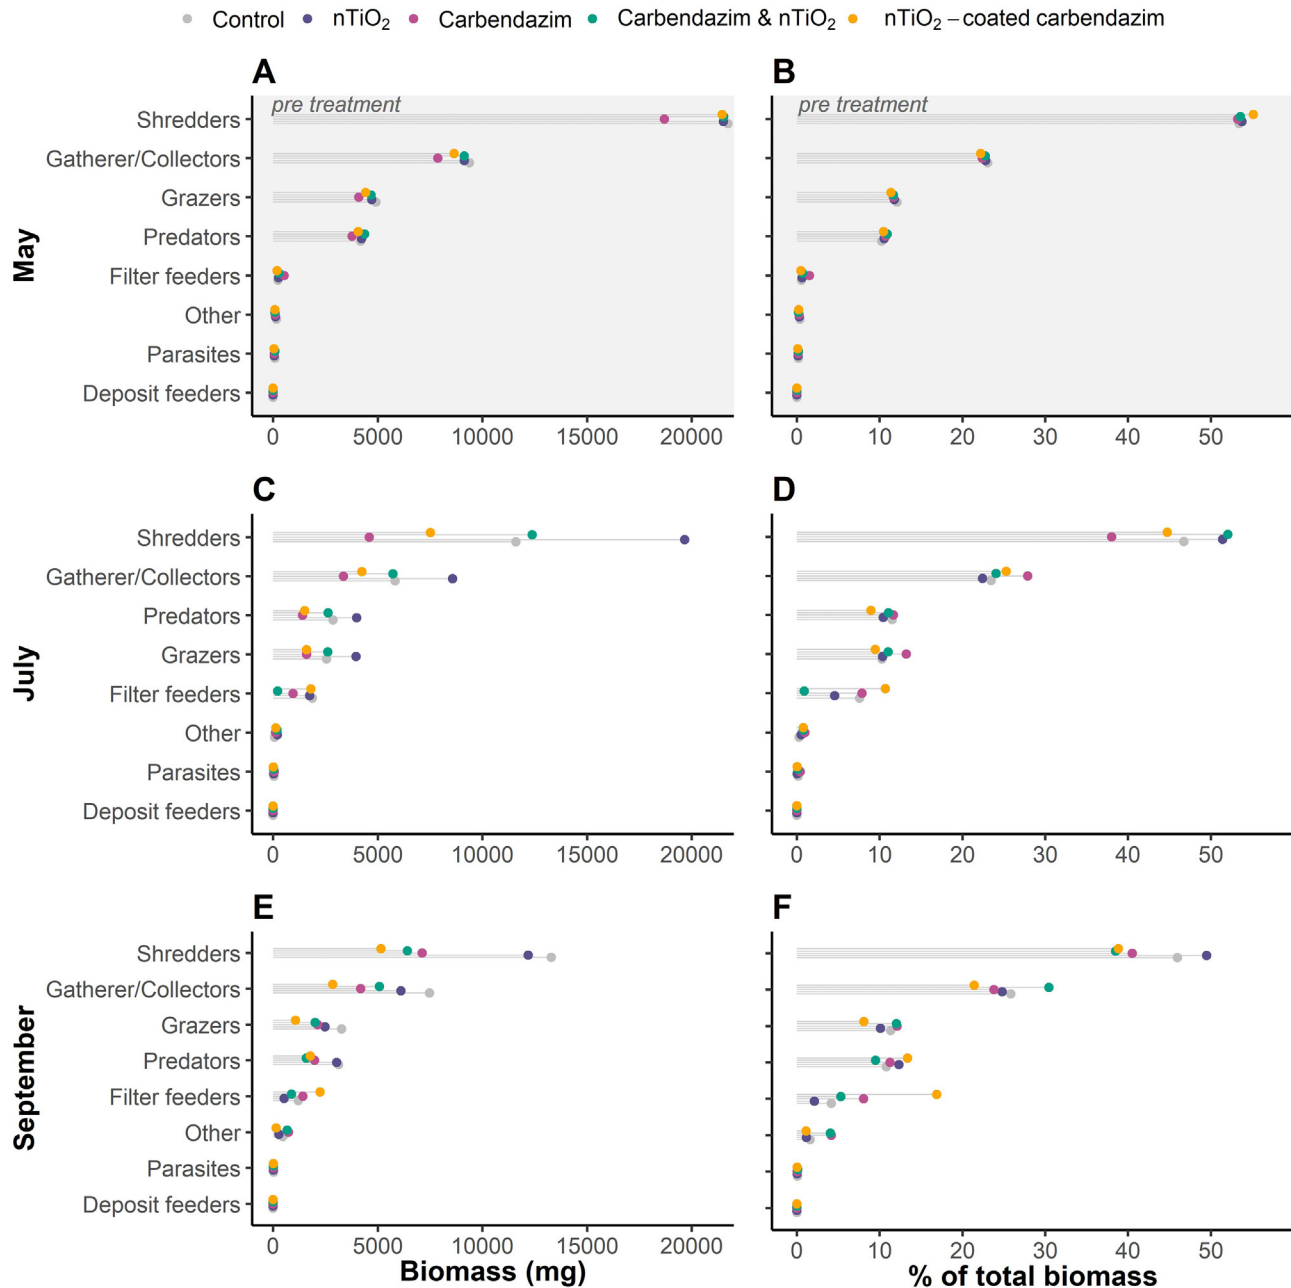 Control nTiO₂ Carbendazim Carbendazim & nTiO₂ nTiO₂ –coated carbendazim
A B
pre treatment pre treatment
Shredders
Gatherer/Collectors
Grazers
Predators
Filter feeders
Other
Parasites
Deposit feeders
May
0 5000 10000 15000 20000 0 10 20 30 40 50
C D
Shredders
Gatherer/Collectors
Predators
Grazers
Filter feeders
Other
Parasites
Deposit feeders
July
0 5000 10000 15000 20000 0 10 20 30 40 50
E F
Shredders
Gatherer/Collectors
Grazers
Predators
Filter feeders
Other
Parasites
Deposit feeders
September
0 5000 10000 15000 20000 0 10 20 30 40 50
Biomass (mg) % of total biomass